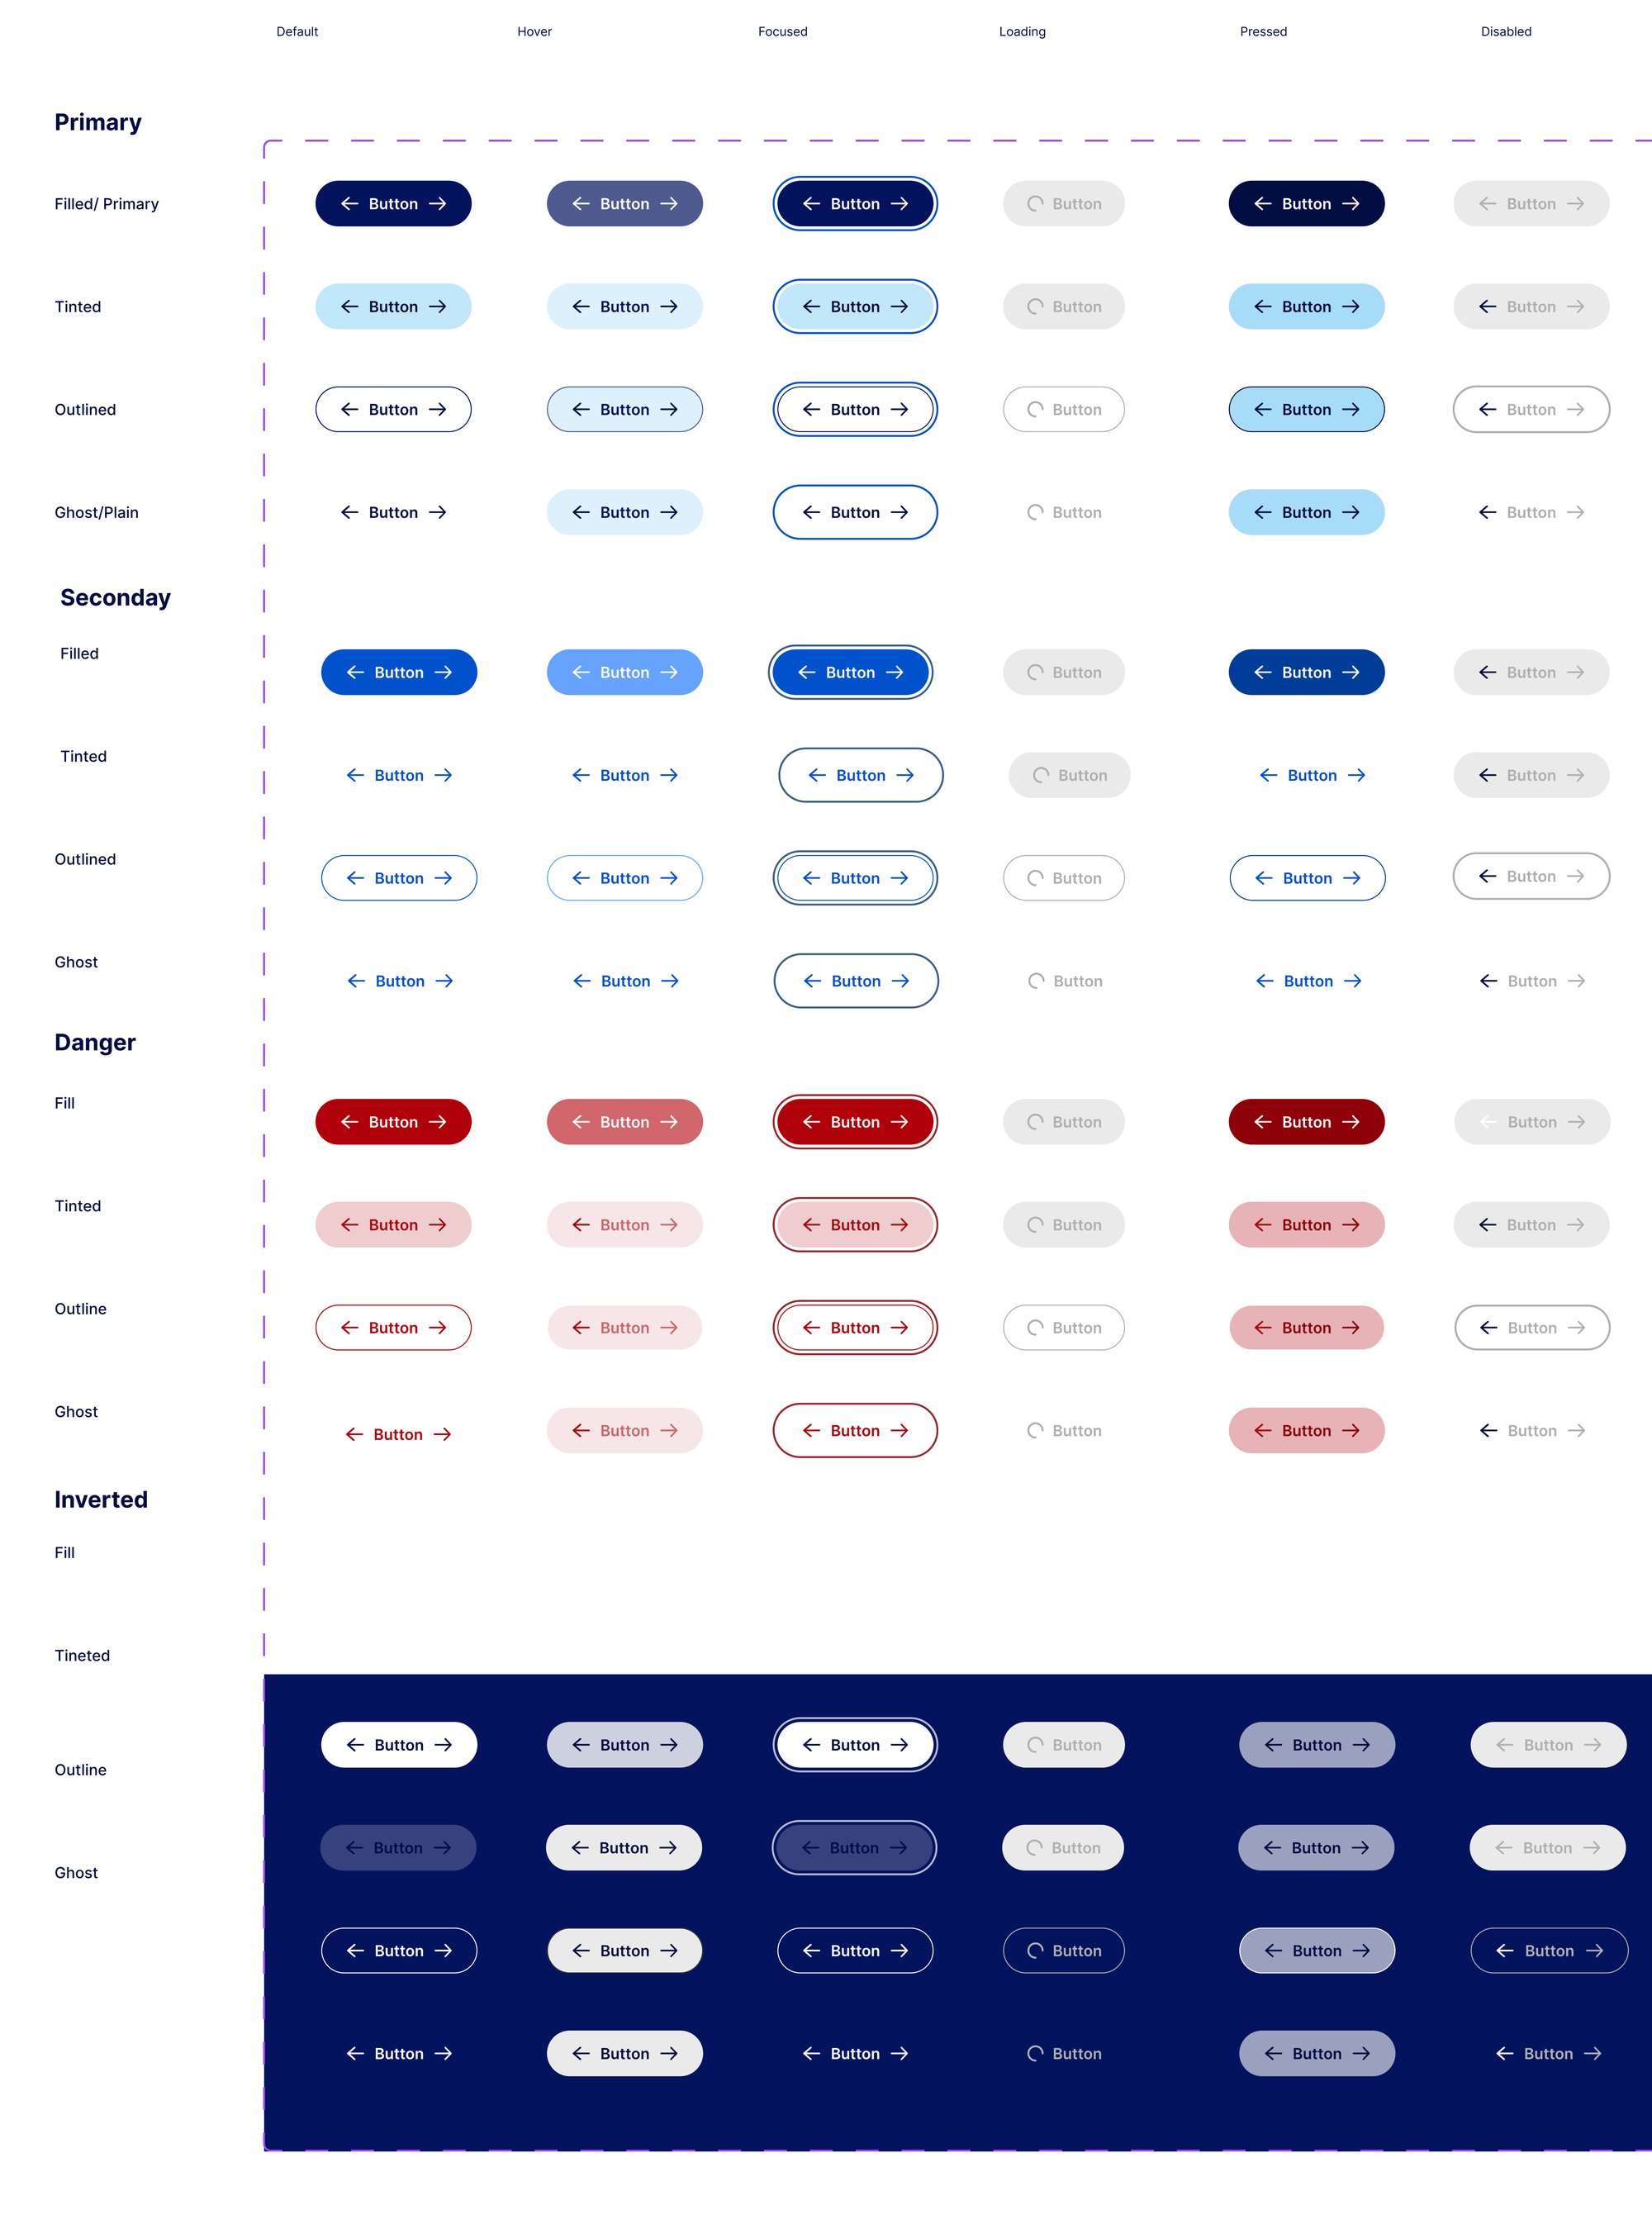 Default Hover Focused Loading Pressed Disabled
Primary
Filled/ Primary Button Button Button Button Button Button
Tinted Button Button Button Button Button Button
Outlined Button Button Button Button Button Button
Ghost/Plain Button Button Button Button Button Button
Seconday
Filled Button Button Button Button Button Button
Tinted Button Button Button Button Button Button
Outlined Button Button Button Button Button Button
Ghost Button Button Button Button Button Button
Danger
Fill Button Button Button Button Button Button
Tinted Button Button Button Button Button Button
Outline Button Button Button Button Button Button
Ghost Button Button Button Button Button Button
Inverted
Fill
Tineted
Button Button Button Button Button Button
Outline
Button Button Button Button Button Button
Ghost
Button Button Button Button Button Button
Button Button Button Button Button Button